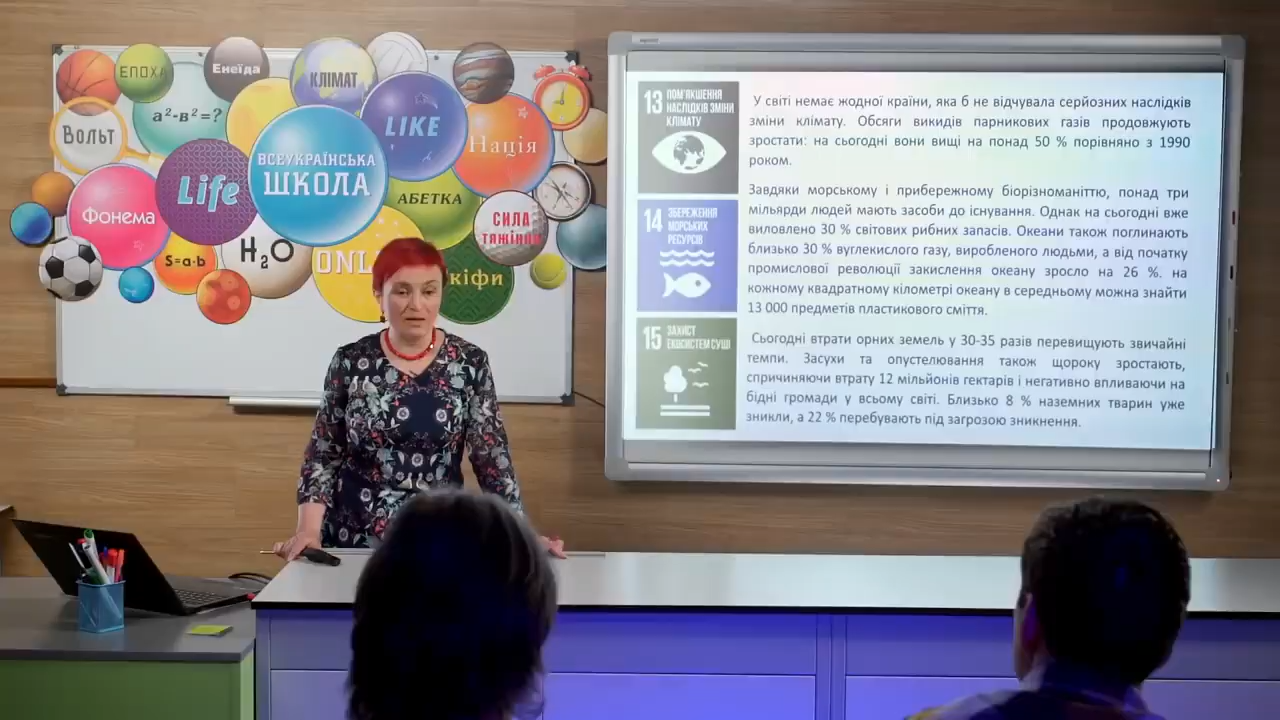 ЕПОХА
Енеїда
КЛІМАТ
a²-в²=?
Вольт
LIKE
Нація
ВСЕУКРАЇНСЬКА
ШКОЛА
Life
АБЕТКА
Фонема
СИЛА
тяжіння
H₂O
S=a·b
ONL
кіфи
13 ПОМ'ЯКШЕННЯ
НАСЛІДКІВ ЗМІНИ
КЛІМАТУ
У світі немає жодної країни, яка б не відчувала серйозних наслідків
зміни клімату. Обсяги викидів парникових газів продовжують
зростати: на сьогодні вони вищі на понад 50 % порівняно з 1990
роком.
14 ЗБЕРЕЖЕННЯ
МОРСЬКИХ
РЕСУРСІВ
Завдяки морському і прибережному біорізноманіттю, понад три
мільярди людей мають засоби до існування. Однак на сьогодні вже
виловлено 30 % світових рибних запасів. Океани також поглинають
близько 30 % вуглекислого газу, виробленого людьми, а від початку
промислової революції закислення океану зросло на 26 %. на
кожному квадратному кілометрі океану в середньому можна знайти
13 000 предметів пластикового сміття.
15 ЗАХИСТ
ЕКОСИСТЕМ СУШІ
Сьогодні втрати орних земель у 30-35 разів перевищують звичайні
темпи. Засухи та опустелювання також щороку зростають,
спричиняючи втрату 12 мільйонів гектарів і негативно впливаючи на
бідні громади у всьому світі. Близько 8 % наземних тварин уже
зникли, а 22 % перебувають під загрозою зникнення.